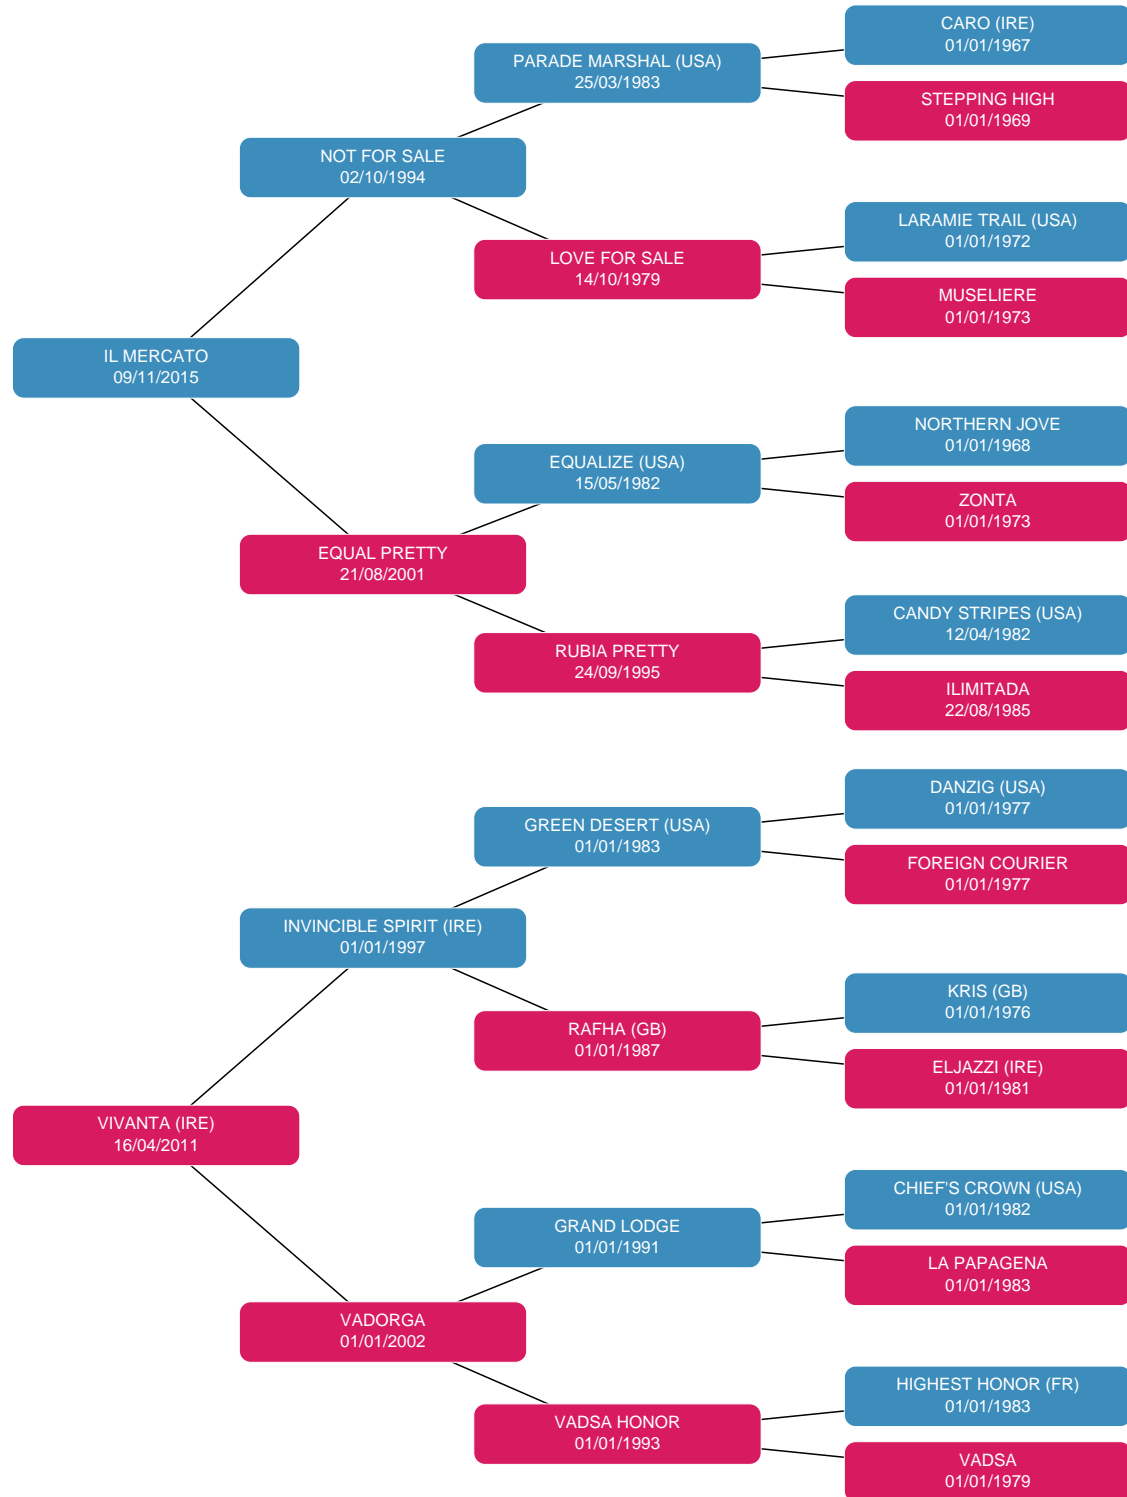 CARO (IRE)
01/01/1967
PARADE MARSHAL (USA)
25/03/1983
STEPPING HIGH
01/01/1969
NOT FOR SALE
02/10/1994
LARAMIE TRAIL (USA)
01/01/1972
LOVE FOR SALE
14/10/1979
MUSELIERE
01/01/1973
IL MERCATO
09/11/2015
NORTHERN JOVE
01/01/1968
EQUALIZE (USA)
15/05/1982
ZONTA
01/01/1973
EQUAL PRETTY
21/08/2001
CANDY STRIPES (USA)
12/04/1982
RUBIA PRETTY
24/09/1995
ILIMITADA
22/08/1985
DANZIG (USA)
01/01/1977
GREEN DESERT (USA)
01/01/1983
FOREIGN COURIER
01/01/1977
INVINCIBLE SPIRIT (IRE)
01/01/1997
KRIS (GB)
01/01/1976
RAFHA (GB)
01/01/1987
ELJAZZI (IRE)
01/01/1981
VIVANTA (IRE)
16/04/2011
CHIEF'S CROWN (USA)
01/01/1982
GRAND LODGE
01/01/1991
LA PAPAGENA
01/01/1983
VADORGA
01/01/2002
HIGHEST HONOR (FR)
01/01/1983
VADSA HONOR
01/01/1993
VADSA
01/01/1979